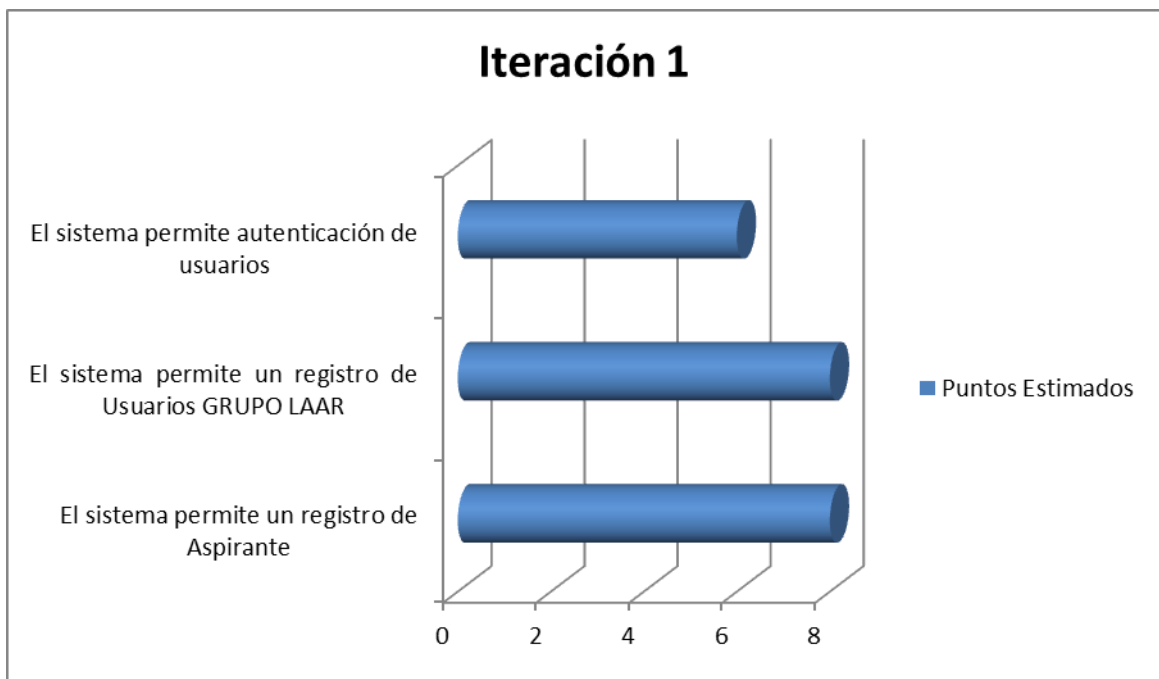 Iteración 1
El sistema permite autenticación de
usuarios
El sistema permite un registro de
Usuarios GRUPO LAAR
El sistema permite un registro de
Aspirante
Puntos Estimados
0 2 4 6 8